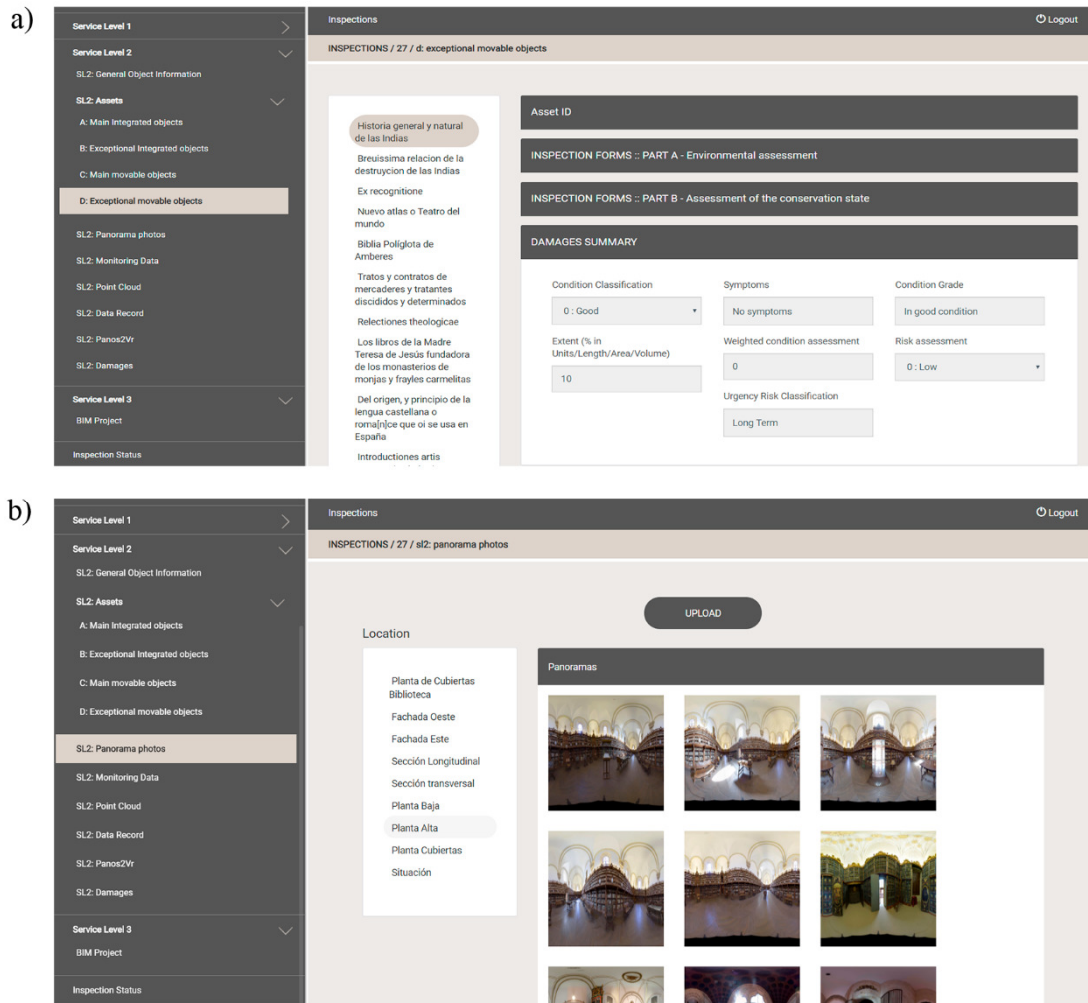 a)
Service Level 1
Service Level 2
SL2: General Object Information
SL2: Assets
A: Main Integrated objects
B: Exceptional Integrated objects
C: Main movable objects
D: Exceptional movable objects
SL2: Panorama photos
SL2: Monitoring Data
SL2: Point Cloud
SL2: Data Record
SL2: Panos2Vr
SL2: Damages
Service Level 3
BIM Project
Inspection Status
Inspections
Logout
INSPECTIONS / 27 / d: exceptional movable objects
Historia general y natural
de las Indias
Breuissima relacion de la
destruycion de las Indias
Ex recognitione
Nuevo atlas o Teatro del
mundo
Biblia Políglota de
Amberes
Tratos y contratos de
mercaderes y tratantes
discididos y determinados
Relectiones theologicae
Los libros de la Madre
Teresa de Jesús fundadora
de los monasterios de
monjas y frayles carmelitas
Del origen, y principio de la
lengua castellana o
roma[n]ce que oi se usa en
España
Introductiones artis
Asset ID
INSPECTION FORMS :: PART A - Environmental assessment
INSPECTION FORMS :: PART B - Assessment of the conservation state
DAMAGES SUMMARY
Condition Classification
0 : Good
Symptoms
No symptoms
Condition Grade
In good condition
Extent (% in
Units/Length/Area/Volume)
10
Weighted condition assessment
0
Risk assessment
0 : Low
Urgency Risk Classification
Long Term
b)
Service Level 1
Service Level 2
SL2: General Object Information
SL2: Assets
A: Main Integrated objects
B: Exceptional Integrated objects
C: Main movable objects
D: Exceptional movable objects
SL2: Panorama photos
SL2: Monitoring Data
SL2: Point Cloud
SL2: Data Record
SL2: Panos2Vr
SL2: Damages
Service Level 3
BIM Project
Inspection Status
Inspections
Logout
INSPECTIONS / 27 / sl2: panorama photos
UPLOAD
Location
Planta de Cubiertas
Biblioteca
Fachada Oeste
Fachada Este
Sección Longitudinal
Sección transversal
Planta Baja
Planta Alta
Planta Cubiertas
Situación
Panoramas